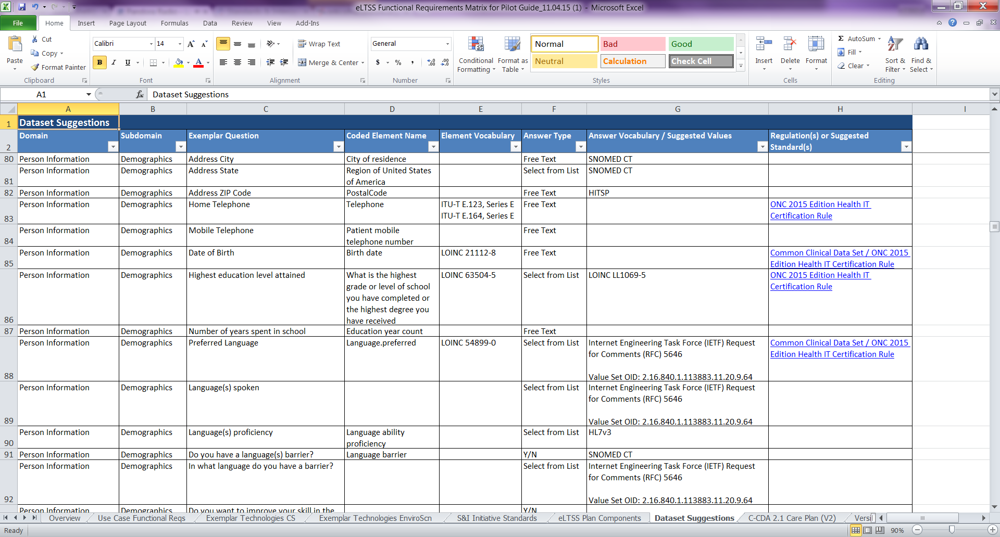 eLTSS Functional Requirements Matrix for Pilot Guide_11.04.15 (1) - Microsoft Excel
File Home Insert Page Layout Formulas Data Review View Add-Ins
Cut
Copy
Format Painter
Paste
Clipboard
Calibri 14
B I U
Font
Wrap Text
Merge & Center
Alignment
General
$ % ,
Number
Conditional Formatting
Format as Table
Normal Bad Good
Neutral Calculation Check Cell
Styles
Insert Delete Format
Cells
AutoSum
Fill
Clear
Sort & Filter
Find & Select
Editing
A1 fx Dataset Suggestions
A B C D E F G H I
1 Dataset Suggestions
2 Domain Subdomain Exemplar Question Coded Element Name Element Vocabulary Answer Type Answer Vocabulary / Suggested Values Regulation(s) or Suggested
Standard(s)
80 Person Information Demographics Address City City of residence Free Text SNOMED CT
81 Person Information Demographics Address State Region of United States Select from List SNOMED CT
of America
82 Person Information Demographics Address ZIP Code PostalCode Free Text HITSP
83 Person Information Demographics Home Telephone Telephone ITU-T E.123, Series E Free Text ONC 2015 Edition Health IT
ITU-T E.164, Series E Certification Rule
84 Person Information Demographics Mobile Telephone Patient mobile Free Text
telephone number
85 Person Information Demographics Date of Birth Birth date LOINC 21112-8 Free Text Common Clinical Data Set / ONC 2015
Edition Health IT Certification Rule
86 Person Information Demographics Highest education level attained What is the highest LOINC 63504-5 Select from List LOINC LL1069-5 ONC 2015 Edition Health IT
grade or level of school Certification Rule
you have completed or
the highest degree you
have received
87 Person Information Demographics Number of years spent in school Education year count Free Text
88 Person Information Demographics Preferred Language Language.preferred LOINC 54899-0 Select from List Internet Engineering Task Force (IETF) Request Common Clinical Data Set / ONC 2015
for Comments (RFC) 5646 Edition Health IT Certification Rule
Value Set OID: 2.16.840.1.113883.11.20.9.64
89 Person Information Demographics Language(s) spoken Select from List Internet Engineering Task Force (IETF) Request
for Comments (RFC) 5646
Value Set OID: 2.16.840.1.113883.11.20.9.64
90 Person Information Demographics Language(s) proficiency Language ability Select from List HL7v3
proficiency
91 Person Information Demographics Do you have a language(s) barrier? Language barrier Y/N SNOMED CT
92 Person Information Demographics In what language do you have a barrier? Select from List Internet Engineering Task Force (IETF) Request
for Comments (RFC) 5646
Value Set OID: 2.16.840.1.113883.11.20.9.64
Person Information Demographics Do you want to improve your skill in the Y/N
Overview Use Case Functional Reqs Exemplar Technologies CS Exemplar Technologies EnviroScn S&I Initiative Standards eLTSS Plan Components Dataset Suggestions C-CDA 2.1 Care Plan (V2) Versi
Ready 90%